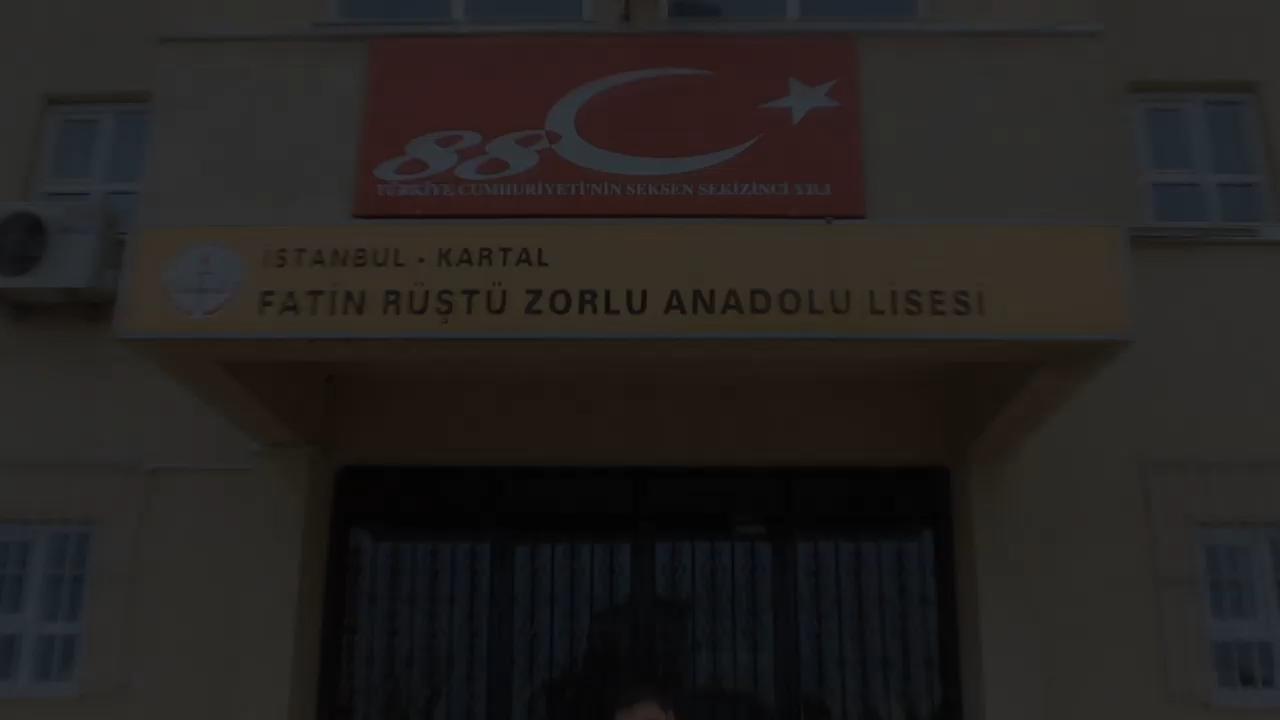 88
TÜRKİYE CUMHURİYETİ'NİN SEKSEN SEKİZİNCİ YILI
İSTANBUL - KARTAL
FATİN RÜŞTÜ ZORLU ANADOLU LİSESİ